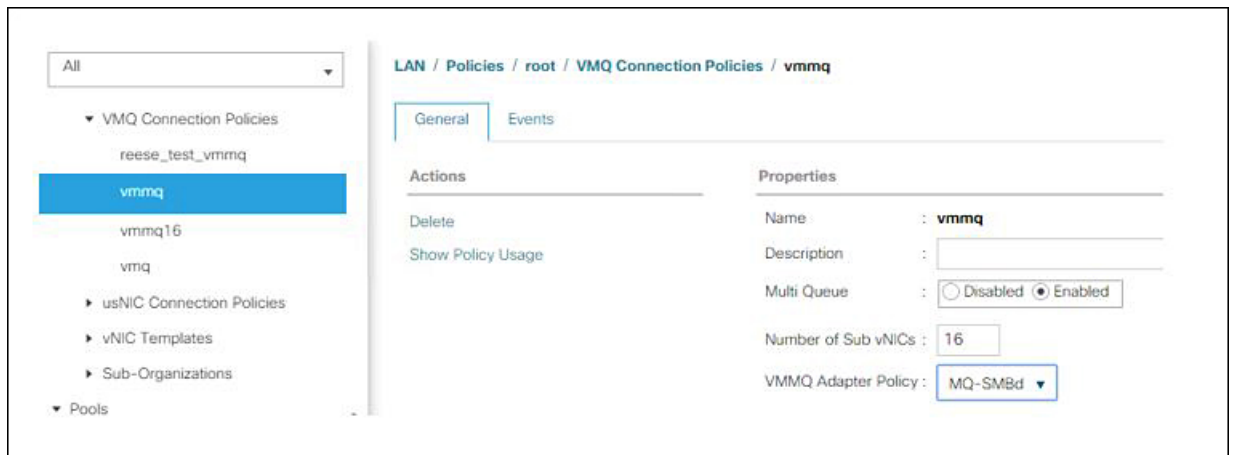 All
VMQ Connection Policies
reese_test_vmmq
vmmq
vmmq16
vmq
usNIC Connection Policies
vNIC Templates
Sub-Organizations
Pools
LAN / Policies / root / VMQ Connection Policies / vmmq
General Events
Actions
Delete
Show Policy Usage
Properties
Name : vmmq
Description :
Multi Queue : Disabled Enabled
Number of Sub vNICs : 16
VMMQ Adapter Policy : MQ-SMBd